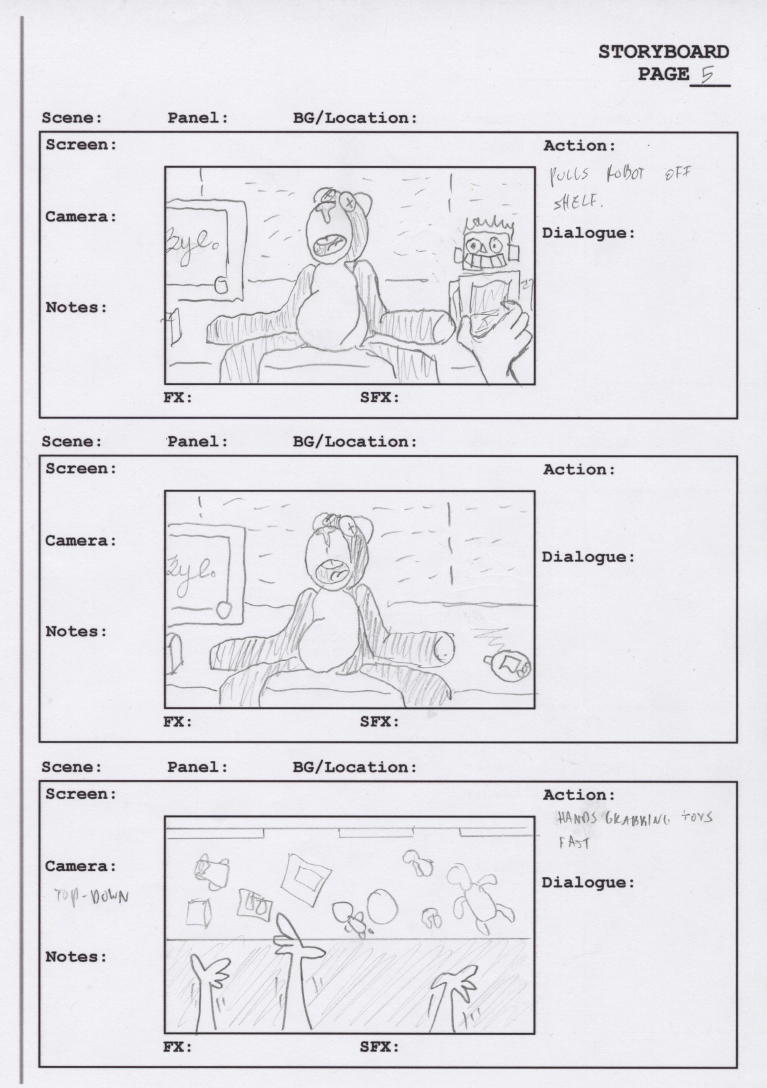 STORYBOARD
PAGE 5
Scene: Panel: BG/Location:
Screen:
Action:
PULLS ROBOT OFF
SHELF.
Camera:
Dialogue:
Notes:
FX: SFX:
Scene: Panel: BG/Location:
Screen:
Action:
Camera:
Dialogue:
Notes:
FX: SFX:
Scene: Panel: BG/Location:
Screen:
Action:
HANDS GRABBING TOYS
FAST
Camera:
TOP-DOWN
Dialogue:
Notes:
FX: SFX: